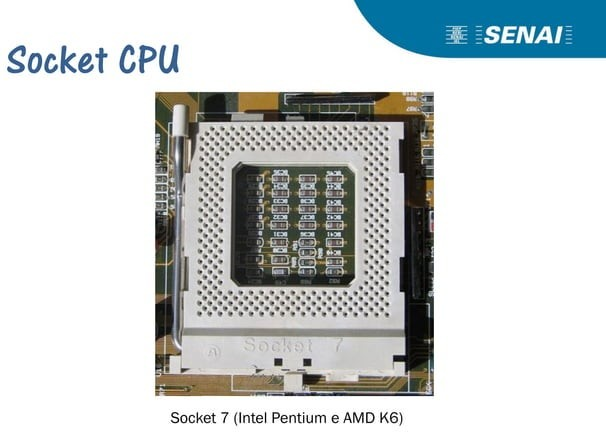 SENAI
Socket CPU
Socket 7
Socket 7 (Intel Pentium e AMD K6)